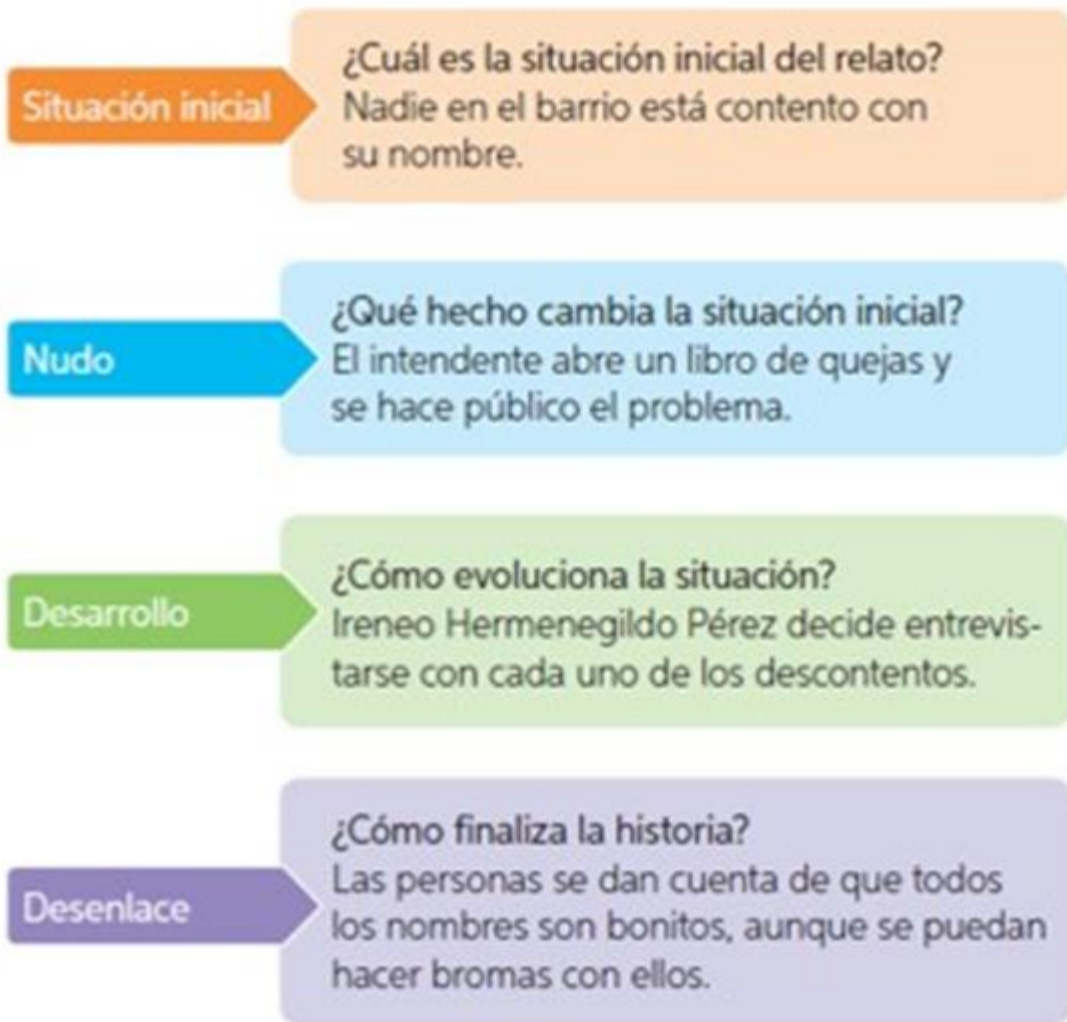 Situación inicial
¿Cuál es la situación inicial del relato?
Nadie en el barrio está contento con
su nombre.
Nudo
¿Qué hecho cambia la situación inicial?
El intendente abre un libro de quejas y
se hace público el problema.
Desarrollo
¿Cómo evoluciona la situación?
Ireneo Hermenegildo Pérez decide entrevis-
tarse con cada uno de los descontentos.
Desenlace
¿Cómo finaliza la historia?
Las personas se dan cuenta de que todos
los nombres son bonitos, aunque se puedan
hacer bromas con ellos.